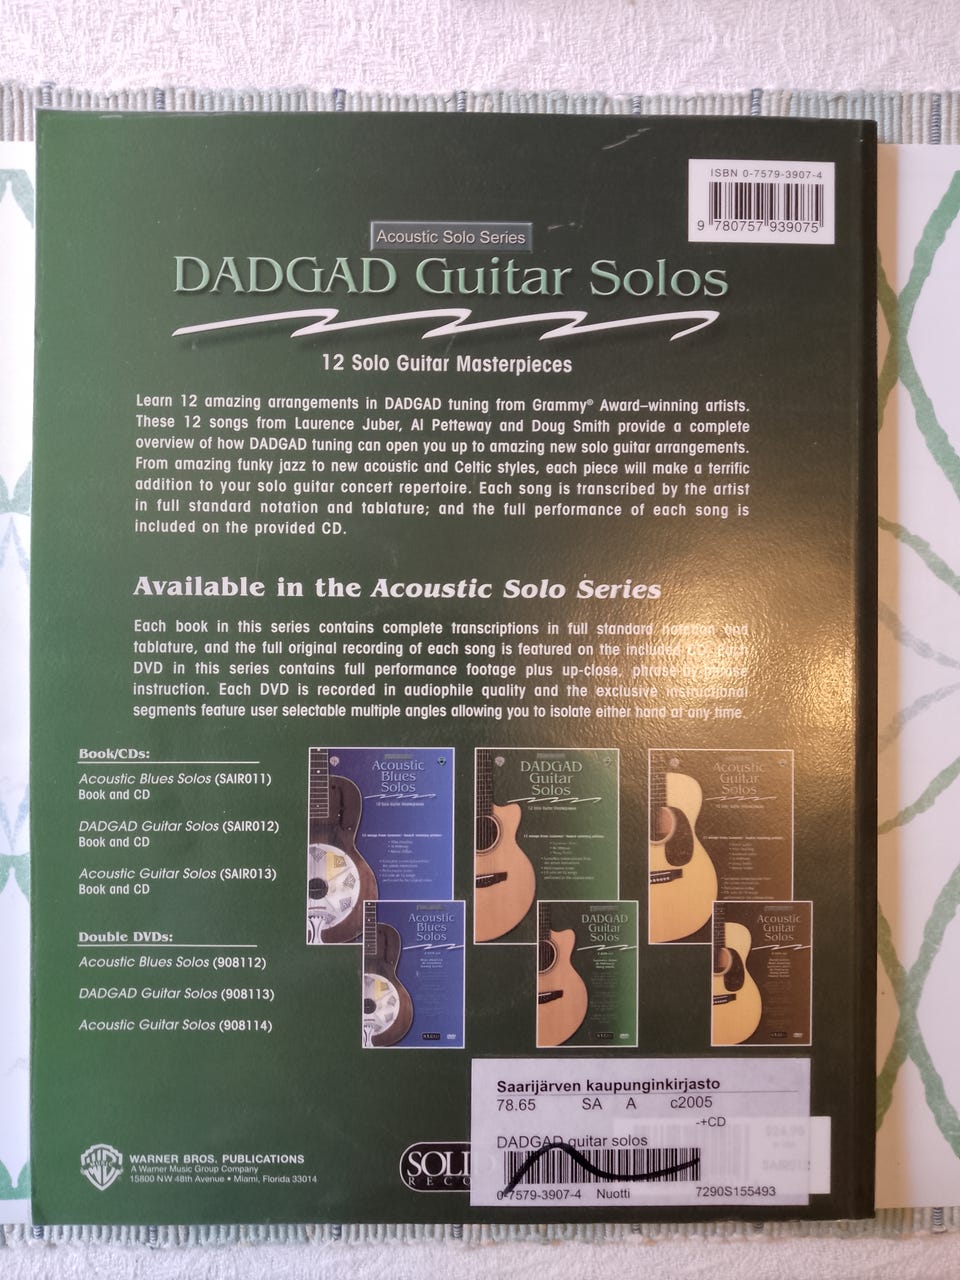 ISBN 0-7579-3907-4
9 780757 939075
Acoustic Solo Series
DADGAD Guitar Solos
12 Solo Guitar Masterpieces
Learn 12 amazing arrangements in DADGAD tuning from Grammy® Award–winning artists.
These 12 songs from Laurence Juber, Al Petteway and Doug Smith provide a complete
overview of how DADGAD tuning can open you up to amazing new solo guitar arrangements.
From amazing funky jazz to new acoustic and Celtic styles, each piece will make a terrific
addition to your solo guitar concert repertoire. Each song is transcribed by the artist
in full standard notation and tablature; and the full performance of each song is
included on the provided CD.
Available in the Acoustic Solo Series
Each book in this series contains complete transcriptions in full standard notation and
tablature, and the full original recording of each song is featured on the included CD. Each
DVD in this series contains full performance footage plus up-close, phrase-by-phrase
instruction. Each DVD is recorded in audiophile quality and the exclusive instructional
segments feature user selectable multiple angles allowing you to isolate either hand at any time.
Book/CDs:
Acoustic Blues Solos (SAIR011)
Book and CD
DADGAD Guitar Solos (SAIR012)
Book and CD
Acoustic Guitar Solos (SAIR013)
Book and CD
Double DVDs:
Acoustic Blues Solos (908112)
DADGAD Guitar Solos (908113)
Acoustic Guitar Solos (908114)
Acoustic
Blues
Solos
DADGAD
Guitar
Solos
12 Solo Guitar Masterpieces
Acoustic
Guitar
Solos
Acoustic
Blues
Solos
DADGAD
Guitar
Solos
Acoustic
Guitar
Solos
WB
WARNER BROS. PUBLICATIONS
A Warner Music Group Company
15800 NW 48th Avenue • Miami, Florida 33014
SOLI
RECO
Saarijärven kaupunginkirjasto
78.65 SA A c2005
-+CD
DADGAD guitar solos
0-7579-3907-4 Nuotti 7290S155493